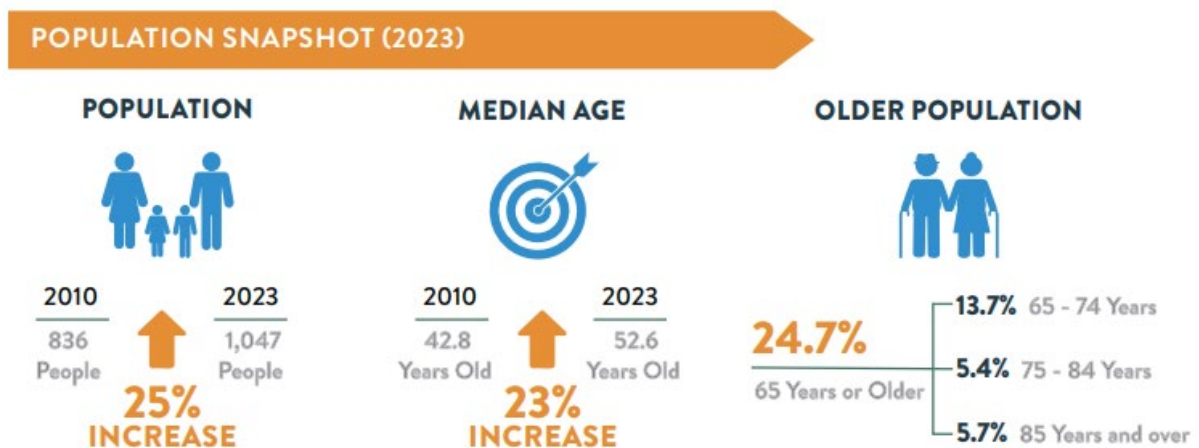 POPULATION SNAPSHOT (2023)
POPULATION
2010
836
People
2023
1,047
People
25%
INCREASE
MEDIAN AGE
2010
42.8
Years Old
2023
52.6
Years Old
23%
INCREASE
OLDER POPULATION
24.7%
65 Years or Older
13.7% 65 - 74 Years
5.4% 75 - 84 Years
5.7% 85 Years and over